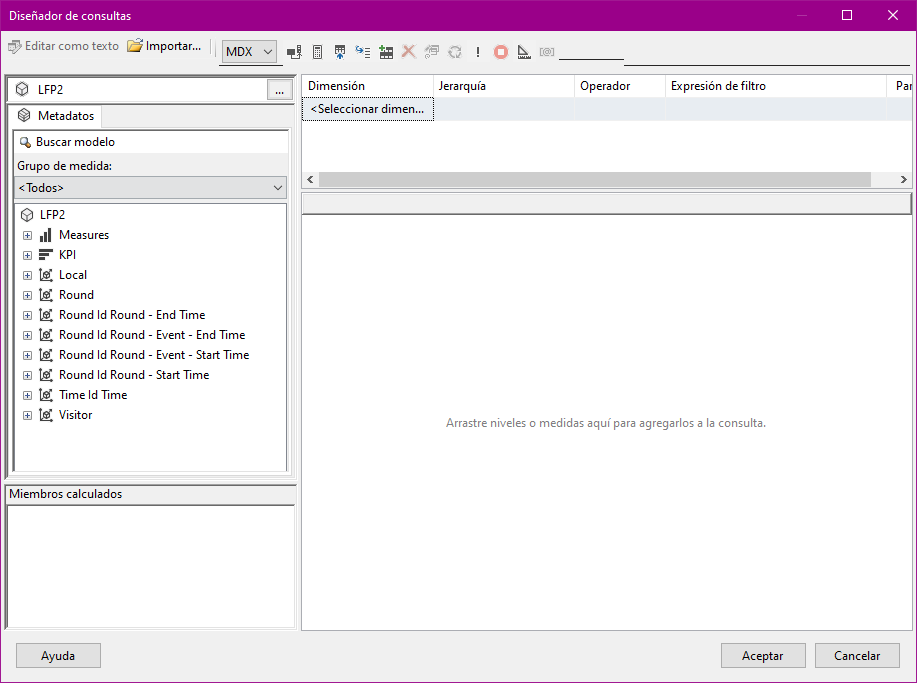 Diseñador de consultas
Editar como texto
Importar...
MDX
LFP2
...
Metadatos
Buscar modelo
Grupo de medida:
<Todos>
LFP2
Measures
KPI
Local
Round
Round Id Round - End Time
Round Id Round - Event - End Time
Round Id Round - Event - Start Time
Round Id Round - Start Time
Time Id Time
Visitor
Miembros calculados
Dimensión Jerarquía Operador Expresión de filtro Par
<Seleccionar dimen...
Arrastre niveles o medidas aquí para agregarlos a la consulta.
Ayuda Aceptar Cancelar